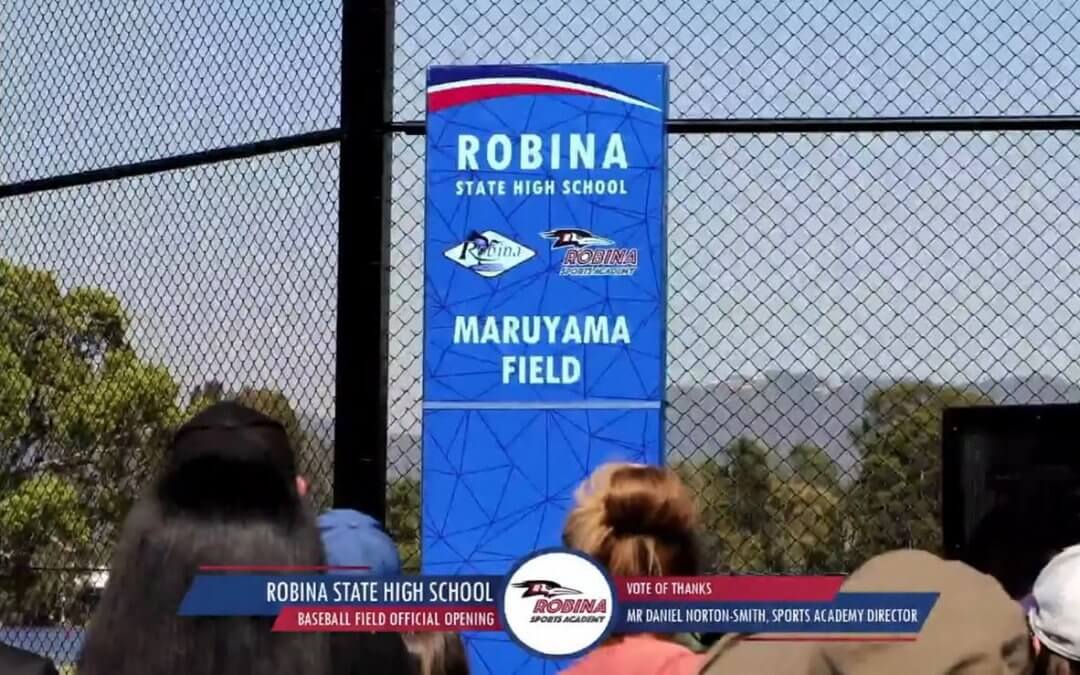 ROBINA
STATE HIGH SCHOOL
Robina
ROBINA
SPORTS ACADEMY
MARUYAMA
FIELD
ROBINA STATE HIGH SCHOOL
BASEBALL FIELD OFFICIAL OPENING
ROBINA
SPORTS ACADEMY
VOTE OF THANKS
MR DANIEL NORTON-SMITH, SPORTS ACADEMY DIRECTOR